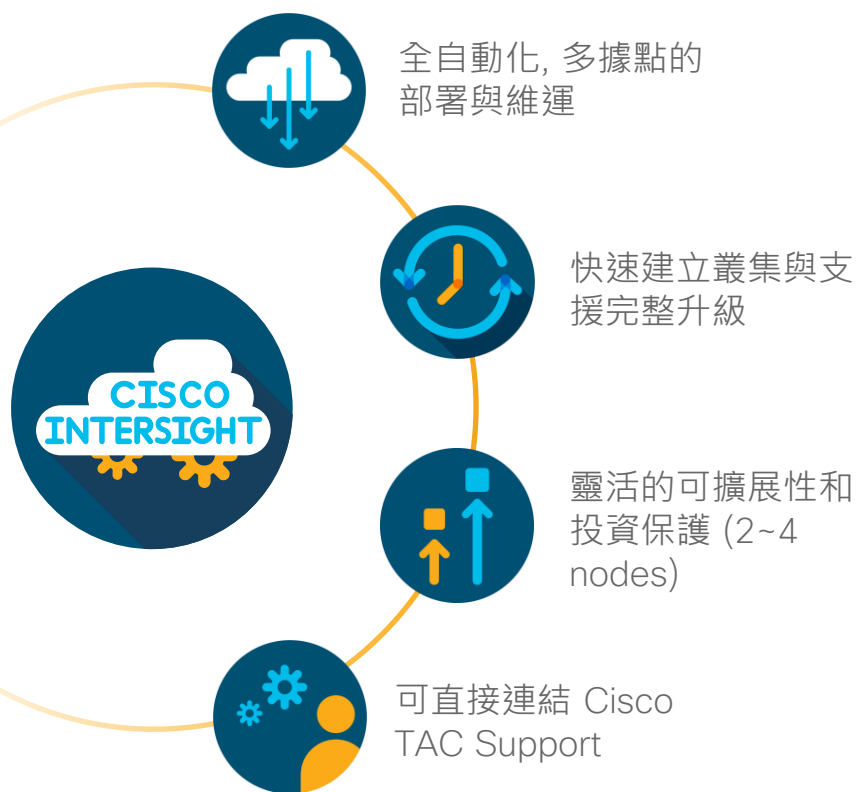 全自動化, 多據點的
部署與維運
快速建立叢集與支
援完整升級
CISCO
INTERSIGHT
靈活的可擴展性和
投資保護 (2~4
nodes)
可直接連結 Cisco
TAC Support